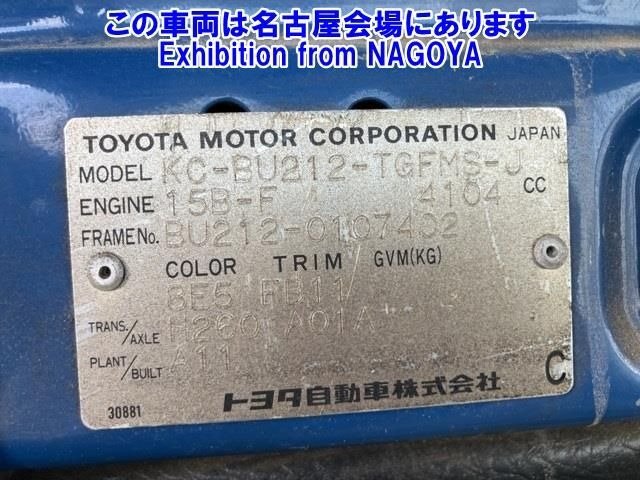 この車両は名古屋会場にあります
Exhibition from NAGOYA
TOYOTA MOTOR CORPORATION JAPAN
MODEL KC-BU212-TGFMS-J
ENGINE 15B-F 4104 CC
FRAME No. BU212-0107402
COLOR TRIM GVM(KG)
BE5 FB11
TRANS./AXLE H260 A01A
PLANT/BUILT A11
30881 トヨタ自動車株式会社 C